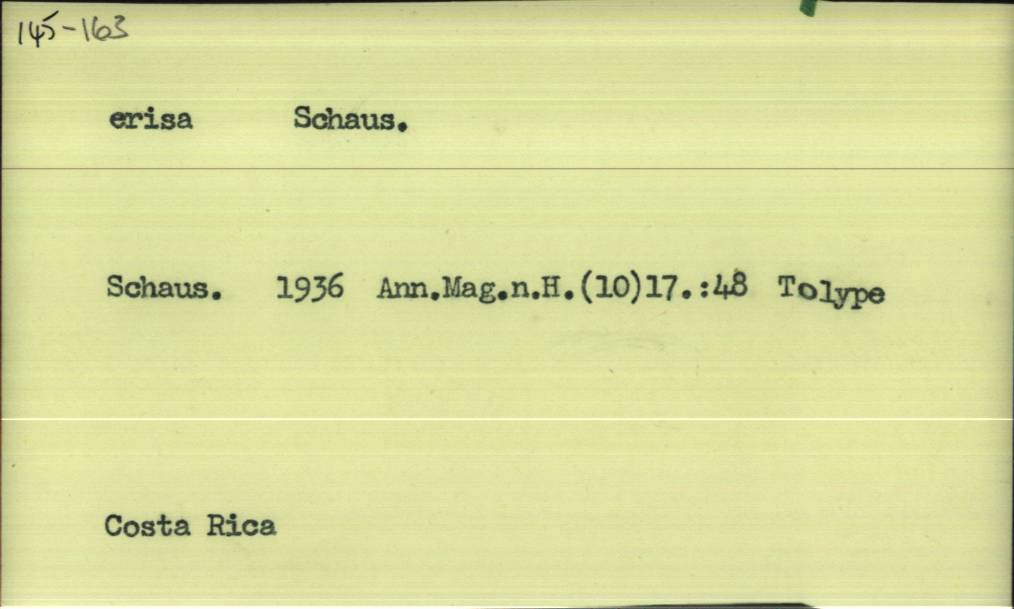 145-163
erisa Schaus.
Schaus. 1936 Ann.Mag.n.H.(10)17.:48 Tolype
Costa Rica